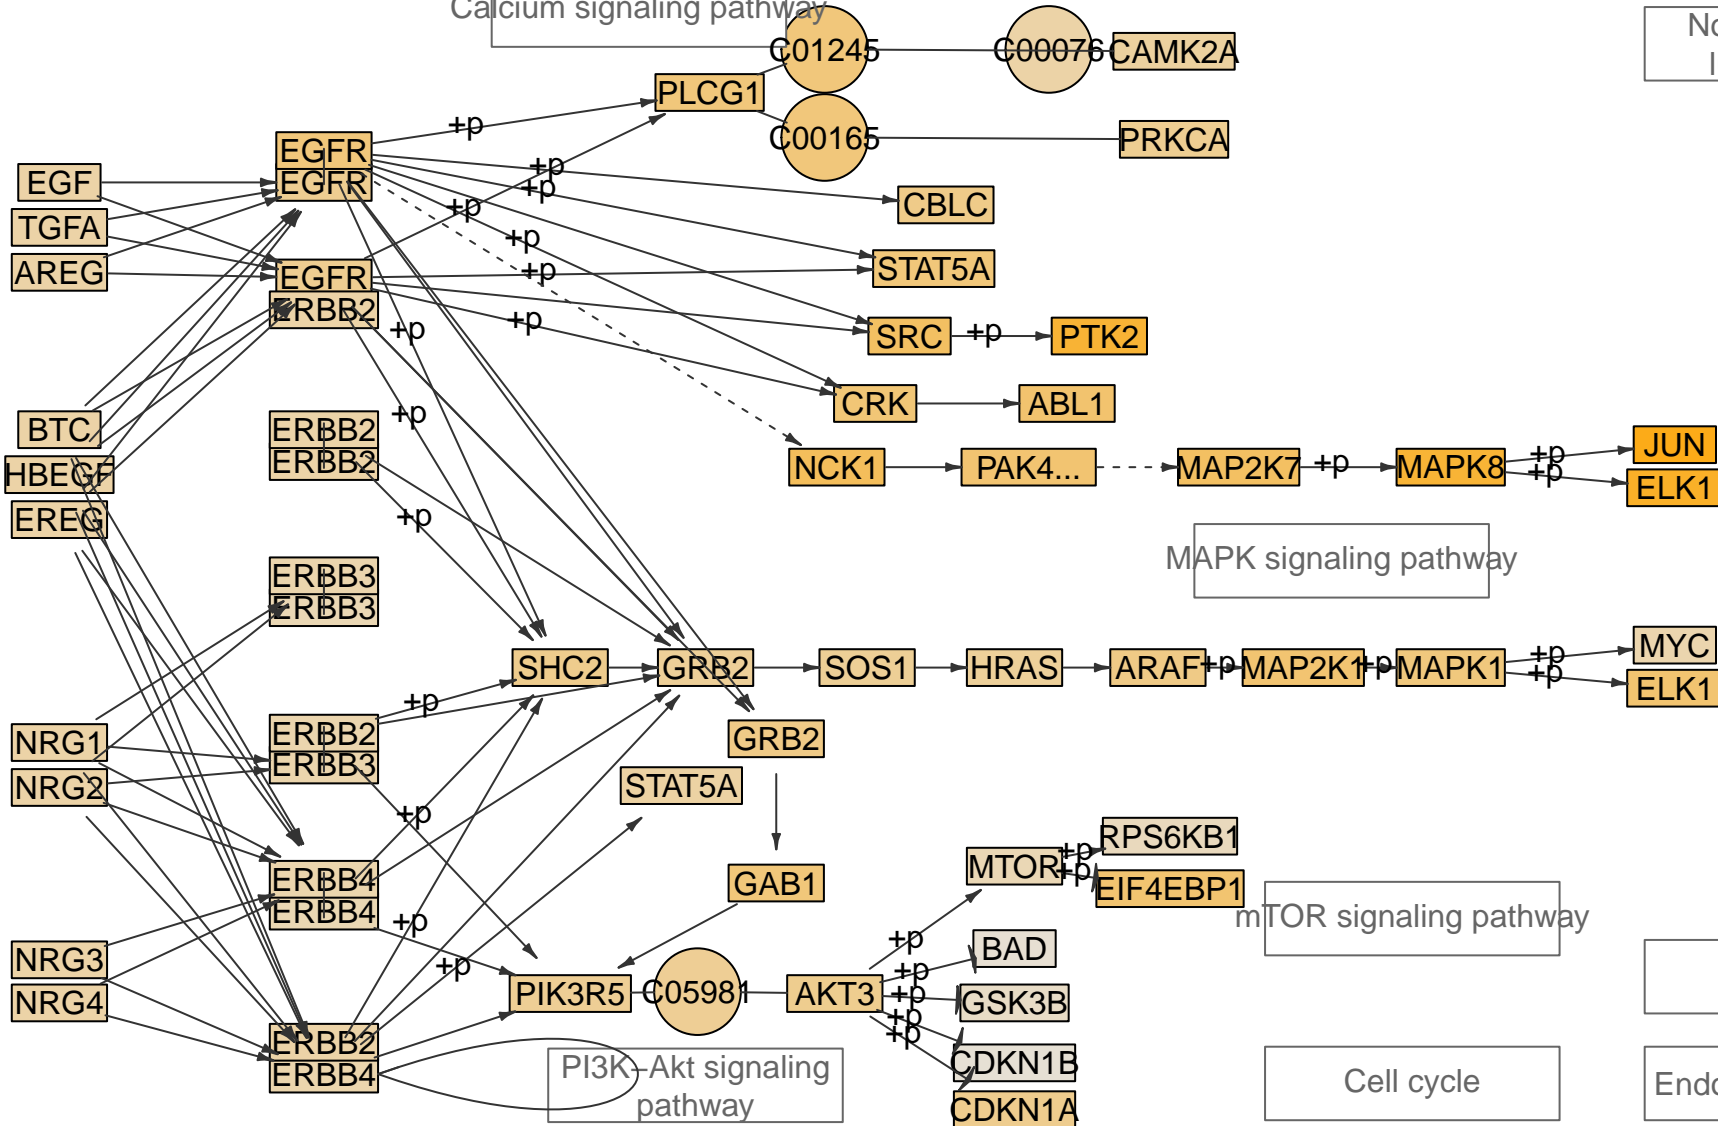 Calcium signaling pathway
C01245
C00076
CAMK2A
PLCG1
C00165
PRKCA
+p
EGFR
EGFR
EGF
TGFA
AREG
+p
+p
+p
+p
+p
CBLC
STAT5A
EGFR
ERBB2
+p
+p
SRC
+p
PTK2
CRK
ABL1
BTC
HBEGF
EREG
ERBB2
ERBB2
+p
+p
NCK1
PAK4...
MAP2K7
+p
MAPK8
+p
+p
JUN
ELK1
MAPK signaling pathway
ERBB3
ERBB3
SHC2
GRB2
SOS1
HRAS
ARAF
+p
MAP2K1
+p
MAPK1
+p
+p
MYC
ELK1
NRG1
NRG2
ERBB2
ERBB3
+p
GRB2
STAT5A
+p
GAB1
MTOR
+p
+p
RPS6KB1
EIF4EBP1
mTOR signaling pathway
ERBB4
ERBB4
+p
+p
NRG3
NRG4
PIK3R5
C05981
AKT3
+p
+p
+p
+p
+p
BAD
GSK3B
CDKN1B
CDKN1A
ERBB2
ERBB4
PI3K–Akt signaling
pathway
Cell cycle